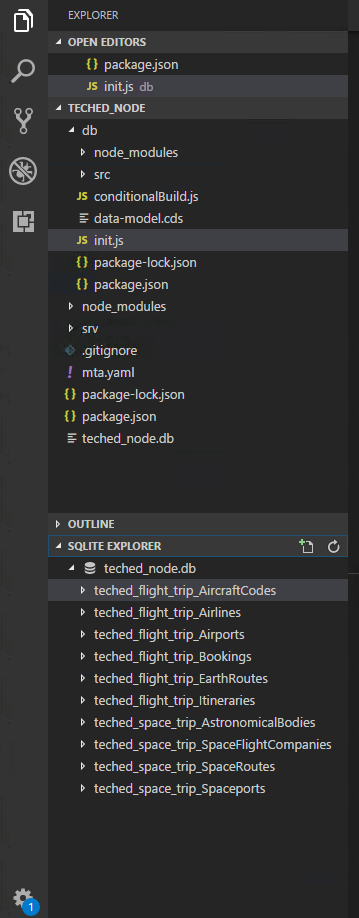 EXPLORER
OPEN EDITORS
{} package.json
JS init.js db
TECHED_NODE
db
node_modules
src
JS conditionalBuild.js
data-model.cds
JS init.js
{} package-lock.json
{} package.json
node_modules
srv
.gitignore
! mta.yaml
{} package-lock.json
{} package.json
teched_node.db
OUTLINE
SQLITE EXPLORER
teched_node.db
teched_flight_trip_AircraftCodes
teched_flight_trip_Airlines
teched_flight_trip_Airports
teched_flight_trip_Bookings
teched_flight_trip_EarthRoutes
teched_flight_trip_Itineraries
teched_space_trip_AstronomicalBodies
teched_space_trip_SpaceFlightCompanies
teched_space_trip_SpaceRoutes
teched_space_trip_Spaceports
1